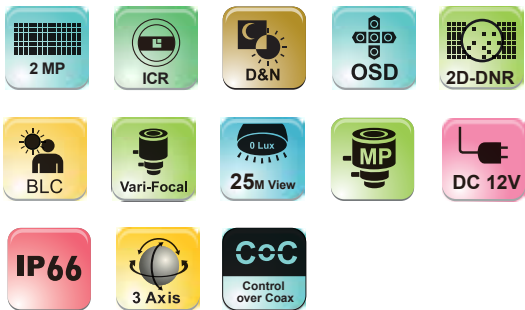 2 MP
ICR
D&N
OSD
2D-DNR
BLC
Vari-Focal
0 Lux
25M View
MP
DC 12V
IP66
3 Axis
COC
Control
over Coax